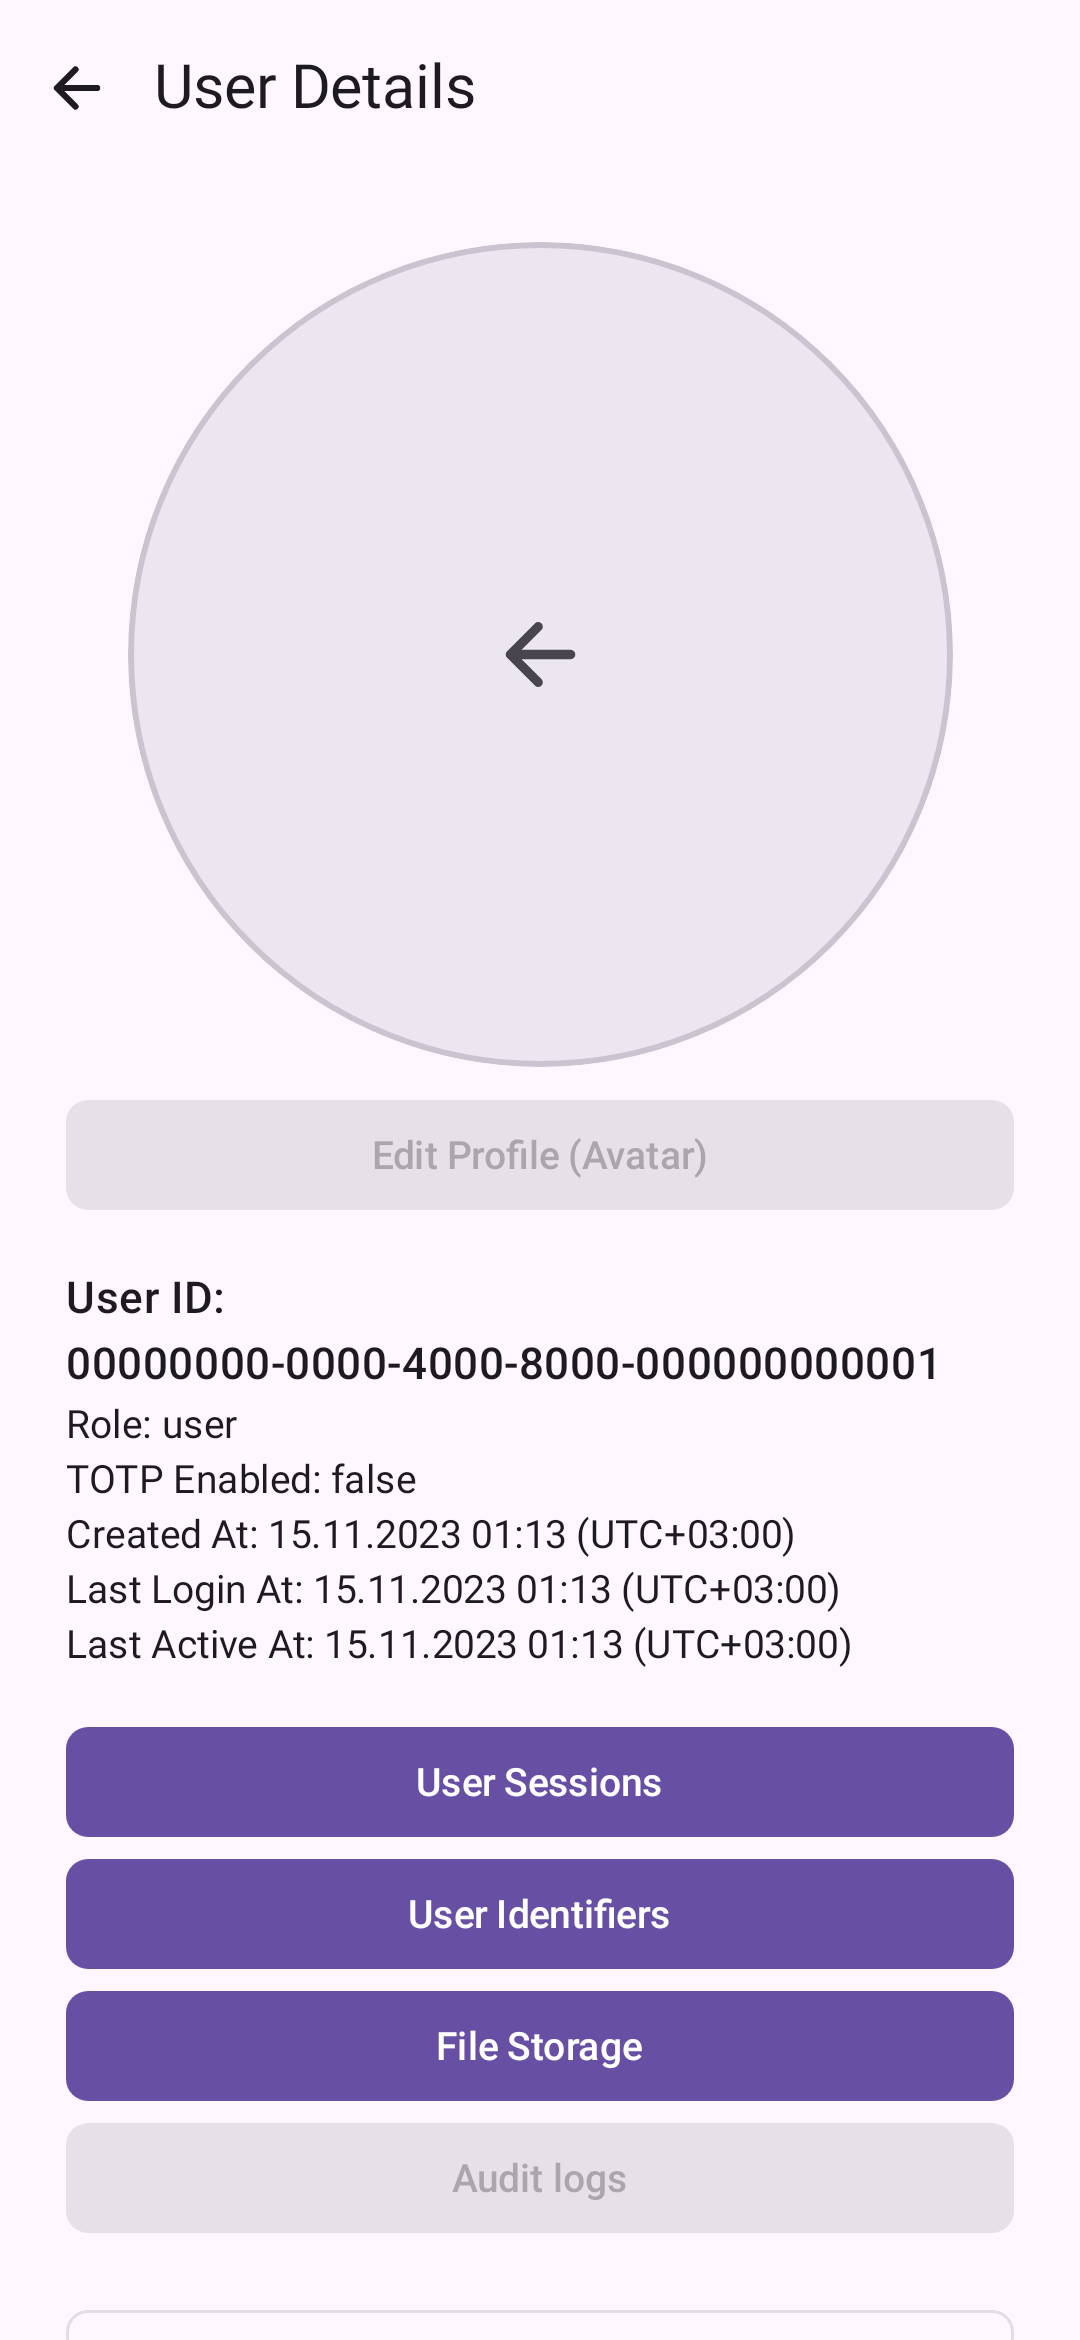 User Details
Edit Profile (Avatar)
User ID:
00000000-0000-4000-8000-000000000001
Role: user
TOTP Enabled: false
Created At: 15.11.2023 01:13 (UTC+03:00)
Last Login At: 15.11.2023 01:13 (UTC+03:00)
Last Active At: 15.11.2023 01:13 (UTC+03:00)
User Sessions
User Identifiers
File Storage
Audit logs